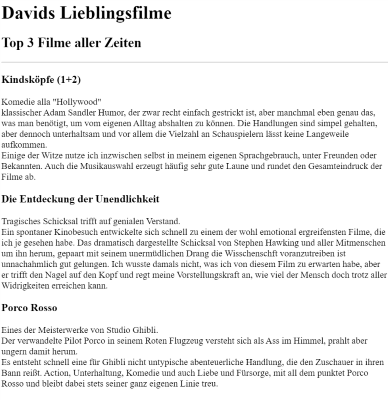 Davids Lieblingsfilme
Top 3 Filme aller Zeiten
Kindsköpfe (1+2)
Komedie alla "Hollywood"
klassischer Adam Sandler Humor, der zwar recht einfach gestrickt ist, aber manchmal eben genau das,
was man benötigt, um vom eigenen Alltag abshalten zu können. Die Handlungen sind simpel gehalten,
aber dennoch unterhaltsam und vor allem die Vielzahl an Schauspielern lässt keine Langeweile
aufkommen.
Einige der Witze nutze ich inzwischen selbst in meinem eigenen Sprachgebrauch, unter Freunden oder
Bekannten. Auch die Musikauswahl erzeugt häufig sehr gute Laune und rundet den Gesamteindruck der
Filme ab.
Die Entdeckung der Unendlichkeit
Tragisches Schicksal trifft auf genialen Verstand.
Ein spontaner Kinobesuch entwickelte sich schnell zu einem der wohl emotional ergreifensten Filme, die
ich je gesehen habe. Das dramatisch dargestellte Schicksal von Stephen Hawking und aller Mitmenschen
um ihn herum, gepaart mit seinem unermüdlichen Drang die Wisschenschft voranzutreiben ist
unnachahmlich gut gelungen. Ich wusste damals nicht, was ich von diesem Film zu erwarten habe, aber
er trifft den Nagel auf den Kopf und regt meine Vorstellungskraft an, wie viel der Mensch doch trotz aller
Widrigkeiten erreichen kann.
Porco Rosso
Eines der Meisterwerke von Studio Ghibli.
Der verwandelte Pilot Porco in seinem Roten Flugzeug versteht sich als Ass im Himmel, prahlt aber
ungern damit herum.
Es entsteht schnell eine für Ghibli nicht untypische abenteuerliche Handlung, die den Zuschauer in ihren
Bann reißt. Action, Unterhaltung, Komedie und auch Liebe und Fürsorge, mit all dem punktet Porco
Rosso und bleibt dabei stets seiner ganz eigenen Linie treu.